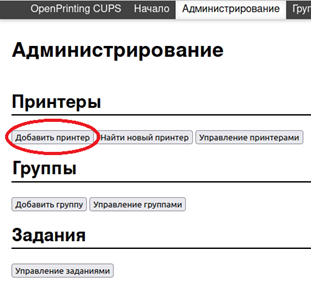 OpenPrinting CUPS Начало Администрирование Груп
Администрирование
Принтеры
Добавить принтер Найти новый принтер Управление принтерами
Группы
Добавить группу Управление группами
Задания
Управление заданиями